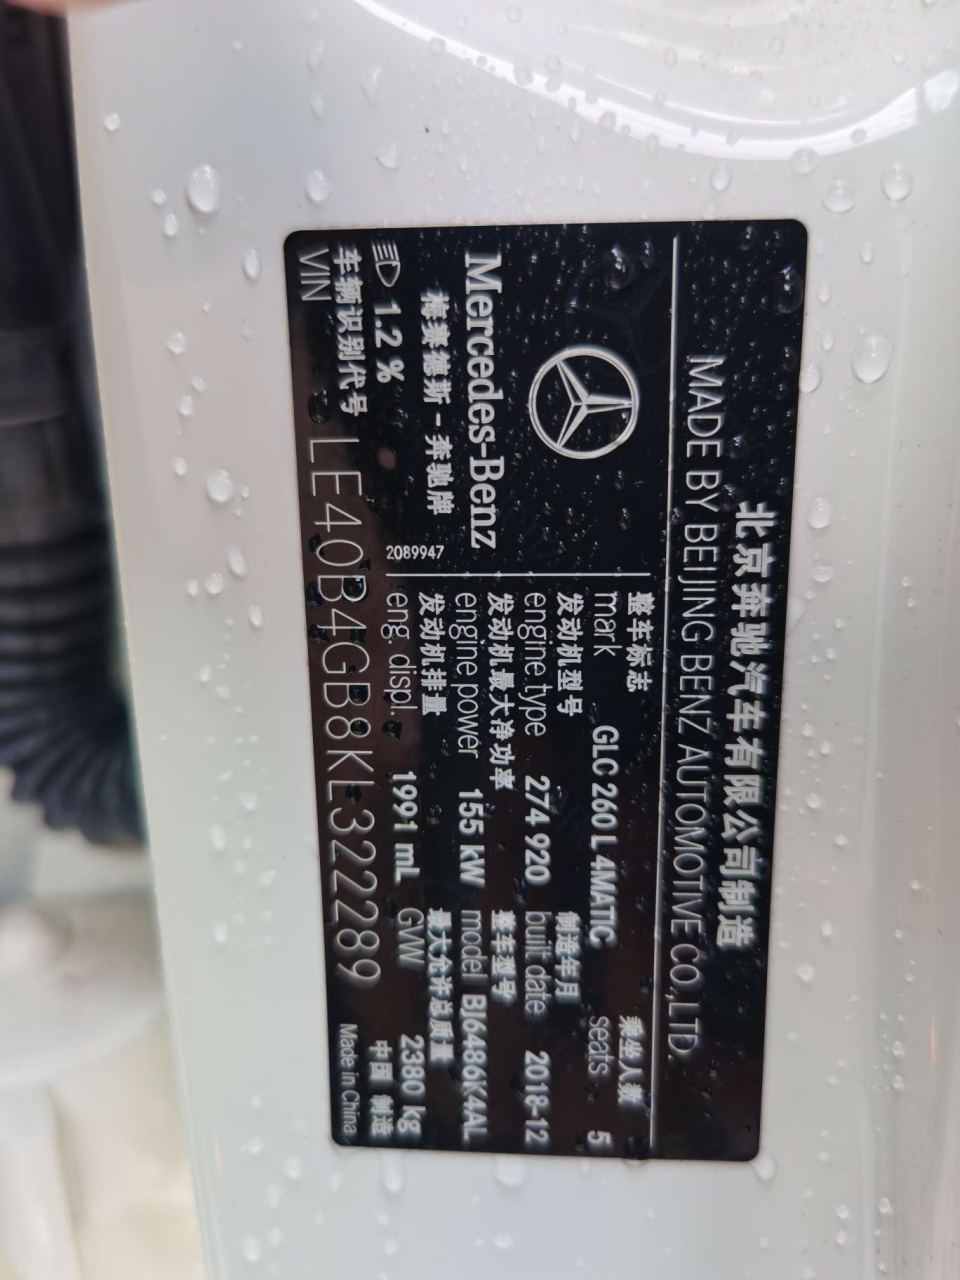 北京奔驰汽车有限公司制造
MADE BY BEIJING BENZ AUTOMOTIVE CO.,LTD.
Mercedes-Benz
梅赛德斯-奔驰牌
1.2 %
2089947
整车标志
mark GLC 260 L 4MATIC
乘坐人数
seats 5
发动机型号
engine type 274 920
制造年月
built date 2018-12
发动机最大净功率
engine power 155 kW
整车型号
model BJ6486K4AL
发动机排量
eng. displ. 1991 mL
最大允许总质量
GVW 2380 kg
车辆识别代号
VIN LE40B4GB8KL322289
中国 制造
Made in China